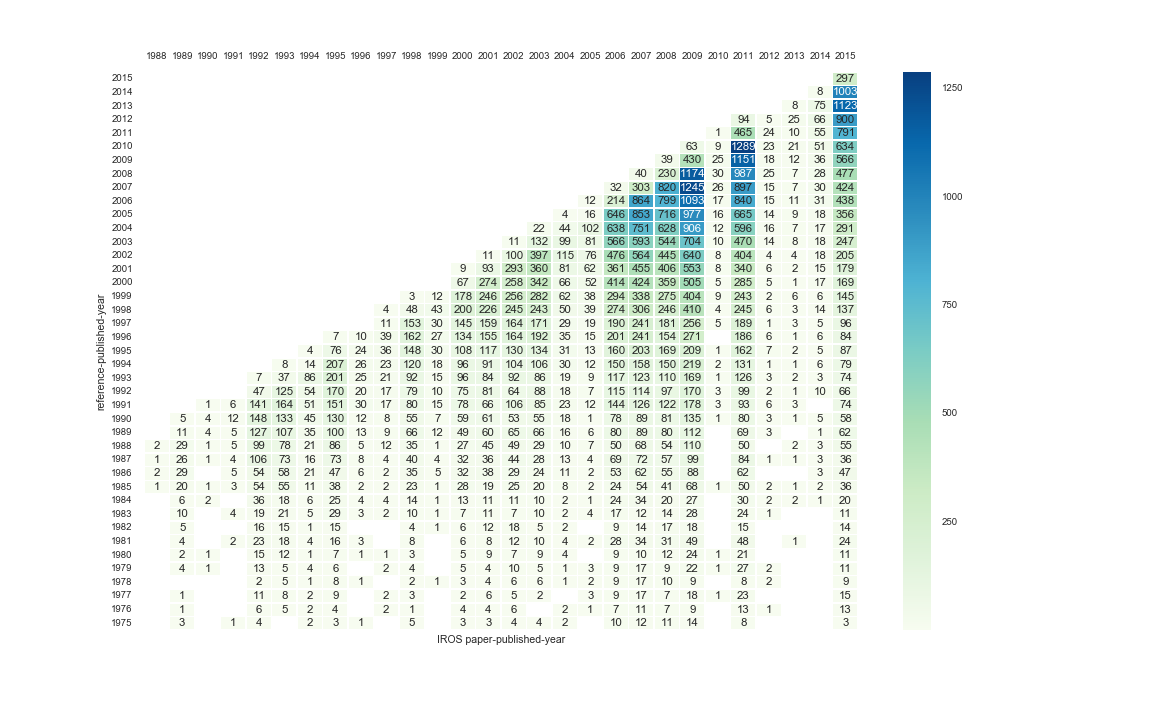 1988 1989 1990 1991 1992 1993 1994 1995 1996 1997 1998 1999 2000 2001 2002 2003 2004 2005 2006 2007 2008 2009 2010 2011 2012 2013 2014 2015
2015 297
2014 8 1003
2013 8 75 1123
2012 94 5 25 66 900
2011 1 465 24 10 55 791
2010 63 9 1289 23 21 51 634
2009 39 430 25 1151 18 12 36 566
2008 40 230 1174 30 987 25 7 28 477
2007 32 303 820 1245 26 897 15 7 30 424
2006 12 214 864 799 1093 17 840 15 11 31 438
2005 4 16 646 853 716 977 16 665 14 9 18 356
2004 22 44 102 638 751 628 906 12 596 16 7 17 291
2003 11 132 99 81 566 593 544 704 10 470 14 8 18 247
2002 11 100 397 115 76 476 564 445 640 8 404 4 4 18 205
2001 9 93 293 360 81 62 361 455 406 553 8 340 6 2 15 179
2000 67 274 258 342 66 52 414 424 359 505 5 285 5 1 17 169
1999 3 12 178 246 256 282 62 38 294 338 275 404 9 243 2 6 6 145
1998 4 48 43 200 226 245 243 50 39 274 306 246 410 4 245 6 3 14 137
1997 11 153 30 145 159 164 171 29 19 190 241 181 256 5 189 1 3 5 96
1996 7 10 39 162 27 134 155 164 192 35 15 201 241 154 271 186 6 1 6 84
1995 4 76 24 36 148 30 108 117 130 134 31 13 160 203 169 209 1 162 7 2 5 87
1994 8 14 207 26 23 120 18 96 91 104 106 30 12 150 158 150 219 2 131 1 1 6 79
1993 7 37 86 201 25 21 92 15 96 84 92 86 19 9 117 123 110 169 1 126 3 2 3 74
1992 47 125 54 170 20 17 79 10 75 81 64 88 18 7 115 114 97 170 3 99 2 1 10 66
1991 1 6 141 164 51 151 30 17 80 15 78 66 106 85 23 12 144 126 122 178 3 93 6 3 74
1990 5 4 12 148 133 45 130 12 8 55 7 59 61 53 55 18 1 78 89 81 135 1 80 3 1 5 58
1989 11 4 5 127 107 35 100 13 9 66 12 49 60 65 66 16 6 80 89 80 112 69 3 1 62
1988 2 29 1 5 99 78 21 86 5 12 35 1 27 45 49 29 10 7 50 68 54 110 50 2 3 55
1987 1 26 1 4 106 73 16 73 8 4 40 4 32 36 44 28 13 4 69 72 57 99 84 1 1 3 36
1986 2 29 5 54 58 21 47 6 2 35 5 32 38 29 24 11 2 53 62 55 88 62 3 47
1985 1 20 1 3 54 55 11 38 2 2 23 1 28 19 25 20 8 2 24 54 41 68 1 50 2 1 2 36
1984 6 2 36 18 6 25 4 4 14 1 13 11 11 10 2 1 24 34 20 27 30 2 2 1 20
1983 10 4 19 21 5 29 3 2 10 1 7 11 7 10 2 4 17 12 14 28 24 1 11
1982 5 16 15 1 15 4 1 6 12 18 5 2 9 14 17 18 15 14
1981 4 2 23 18 4 16 3 8 6 8 12 10 4 2 28 34 31 49 48 1 24
1980 2 1 15 12 1 7 1 1 3 5 9 7 9 4 9 10 12 24 1 21 11
1979 4 1 13 5 4 6 2 4 5 4 10 5 1 3 9 17 9 22 1 27 2 11
1978 2 5 1 8 1 2 1 3 4 6 6 1 2 9 17 10 9 8 2 9
1977 1 11 8 2 9 2 3 2 6 5 2 3 9 17 7 18 1 23 15
1976 1 6 5 2 4 2 1 4 4 6 2 1 7 11 7 9 13 1 13
1975 3 1 4 2 3 1 5 3 3 4 4 2 10 12 11 14 8 3
reference-published-year
IROS paper-published-year
1250
1000
750
500
250